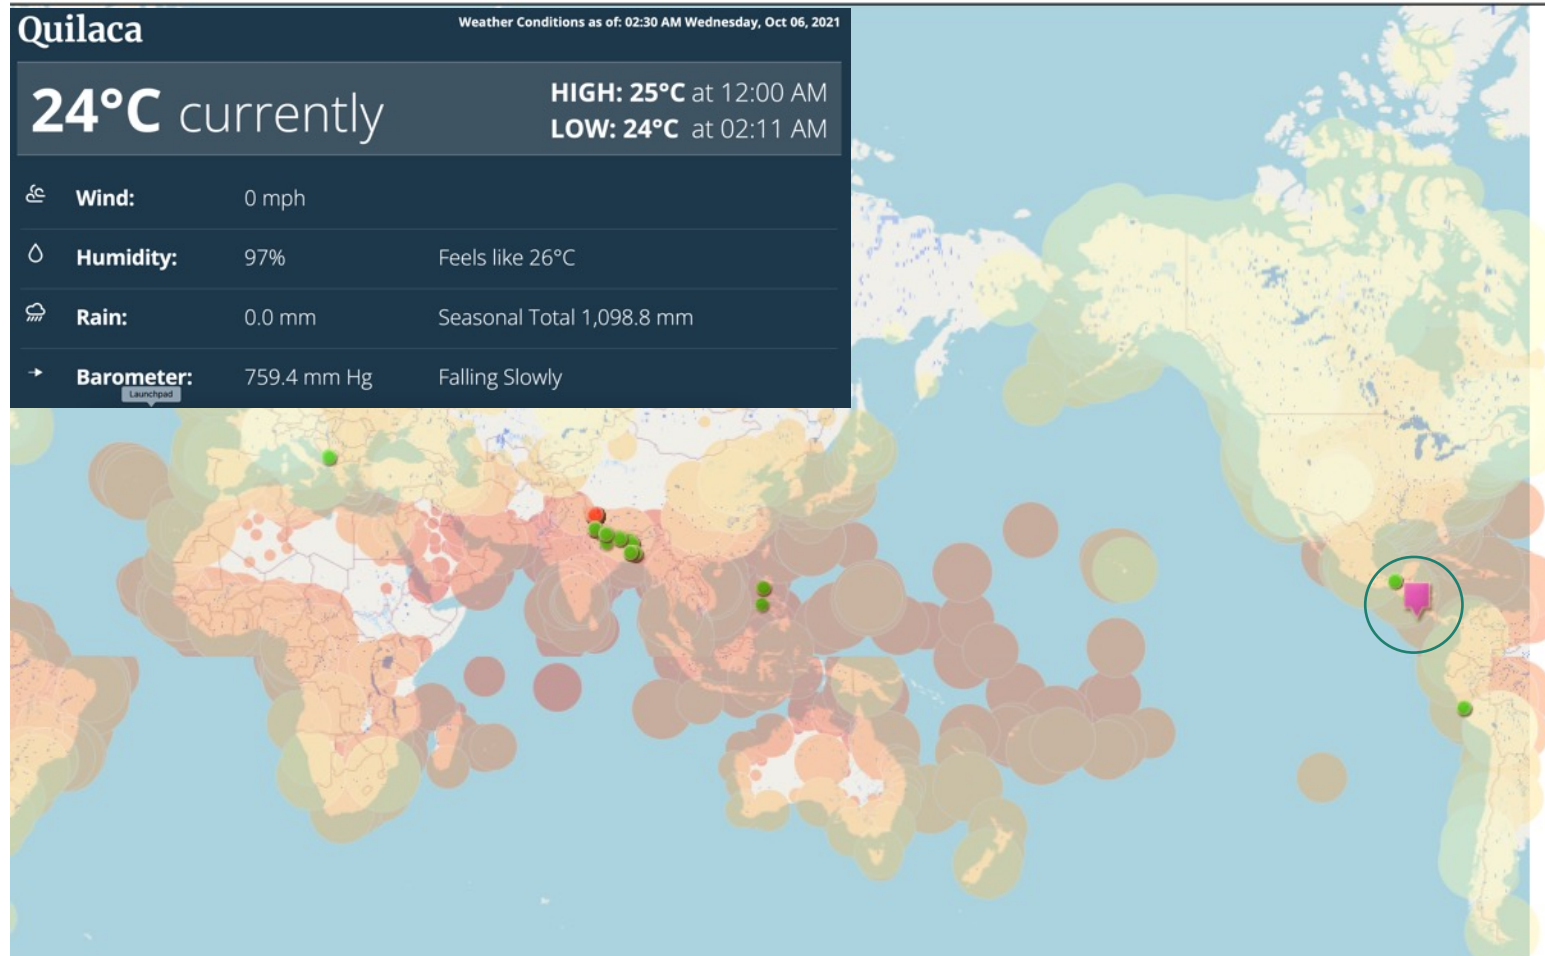 Quilaca
Weather Conditions as of: 02:30 AM Wednesday, Oct 06, 2021
24°C currently
HIGH: 25°C at 12:00 AM
LOW: 24°C at 02:11 AM
Wind: 0 mph
Humidity: 97% Feels like 26°C
Rain: 0.0 mm Seasonal Total 1,098.8 mm
Barometer: 759.4 mm Hg Falling Slowly
Launchpad